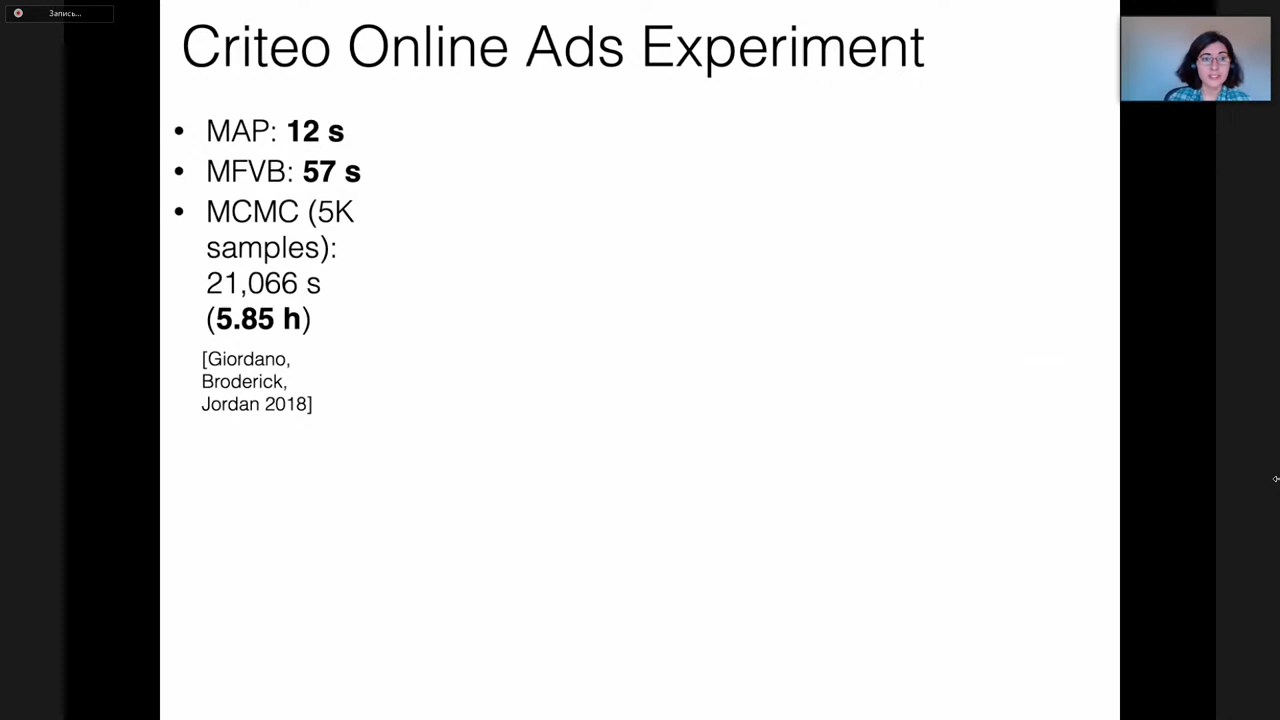 Запись...
Criteo Online Ads Experiment
• MAP: 12 s
• MFVB: 57 s
• MCMC (5K
samples):
21,066 s
(5.85 h)
[Giordano,
Broderick,
Jordan 2018]